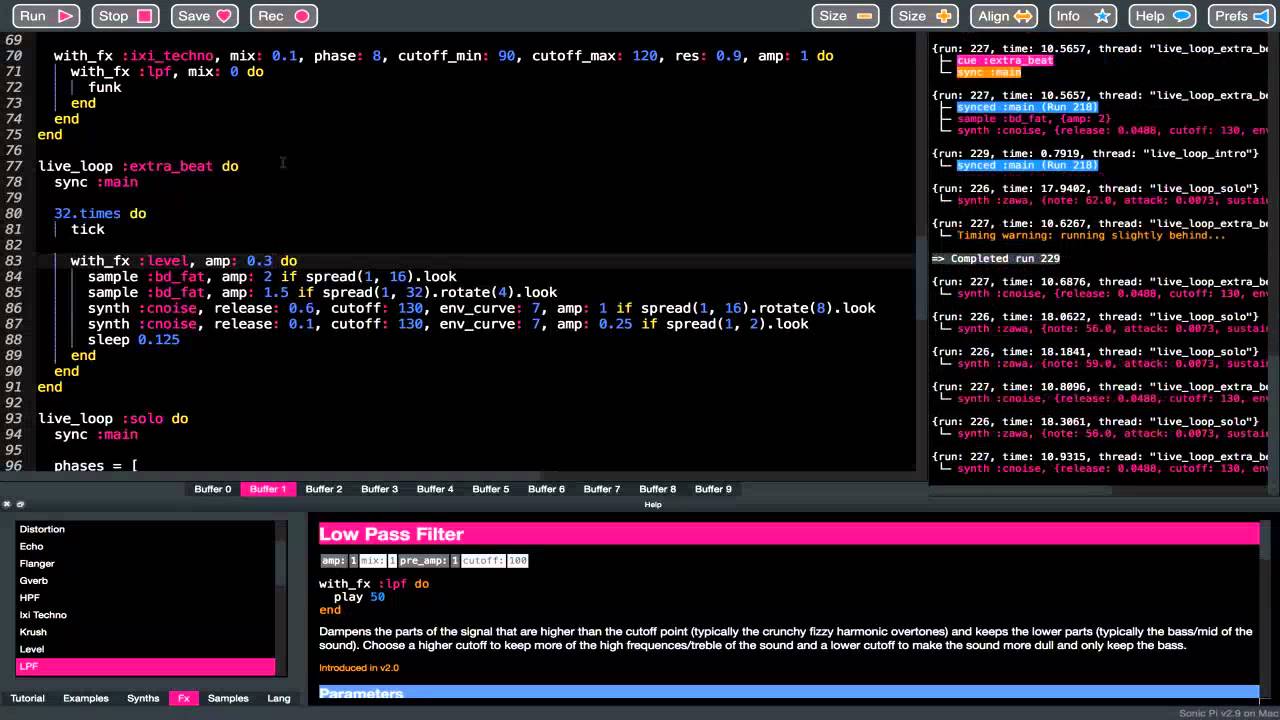 Run Stop Save Rec Size Size Align Info Help Prefs
69
70 with_fx :ixi_techno, mix: 0.1, phase: 8, cutoff_min: 90, cutoff_max: 120, res: 0.9, amp: 1 do
71 with_fx :lpf, mix: 0 do
72 funk
73 end
74 end
75 end
76
77 live_loop :extra_beat do
78 sync :main
79
80 32.times do
81 tick
82
83 with_fx :level, amp: 0.3 do
84 sample :bd_fat, amp: 2 if spread(1, 16).look
85 sample :bd_fat, amp: 1.5 if spread(1, 32).rotate(4).look
86 synth :cnoise, release: 0.6, cutoff: 130, env_curve: 7, amp: 1 if spread(1, 16).rotate(8).look
87 synth :cnoise, release: 0.1, cutoff: 130, env_curve: 7, amp: 0.25 if spread(1, 2).look
88 sleep 0.125
89 end
90 end
91 end
92
93 live_loop :solo do
94 sync :main
95
96 phases = [
{run: 227, time: 10.5657, thread: "live_loop_extra_be
cue :extra_beat
sync :main
{run: 227, time: 10.5657, thread: "live_loop_extra_be
synced :main (Run 218)
sample :bd_fat, {amp: 2}
synth :cnoise, {release: 0.0488, cutoff: 130, en
{run: 229, time: 0.7919, thread: "live_loop_intro"}
synced :main (Run 218)
{run: 226, time: 17.9402, thread: "live_loop_solo"}
synth :zawa, {note: 62.0, attack: 0.0073, sustai
{run: 227, time: 10.6267, thread: "live_loop_extra_be
Timing warning: running slightly behind...
=> Completed run 229
{run: 227, time: 10.6876, thread: "live_loop_extra_be
synth :cnoise, {release: 0.0488, cutoff: 130, en
{run: 226, time: 18.0622, thread: "live_loop_solo"}
synth :zawa, {note: 56.0, attack: 0.0073, sustai
{run: 226, time: 18.1841, thread: "live_loop_solo"}
synth :zawa, {note: 59.0, attack: 0.0073, sustai
{run: 227, time: 10.8096, thread: "live_loop_extra_be
synth :cnoise, {release: 0.0488, cutoff: 130, en
{run: 226, time: 18.3061, thread: "live_loop_solo"}
synth :zawa, {note: 56.0, attack: 0.0073, sustai
{run: 227, time: 10.9315, thread: "live_loop_extra_be
synth :cnoise, {release: 0.0488, cutoff: 130, en
Buffer 0 Buffer 1 Buffer 2 Buffer 3 Buffer 4 Buffer 5 Buffer 6 Buffer 7 Buffer 8 Buffer 9
Help
Distortion
Echo
Flanger
Gverb
HPF
Ixi Techno
Krush
Level
LPF
Tutorial Examples Synths Fx Samples Lang
Low Pass Filter
amp: 1 mix: 1 pre_amp: 1 cutoff: 100
with_fx :lpf do
play 50
end
Dampens the parts of the signal that are higher than the cutoff point (typically the crunchy fizzy harmonic overtones) and keeps the lower parts (typically the bass/mid of the
sound). Choose a higher cutoff to keep more of the high frequences/treble of the sound and a lower cutoff to make the sound more dull and only keep the bass.
Introduced in v2.0
Parameters
Sonic Pi v2.9 on Mac